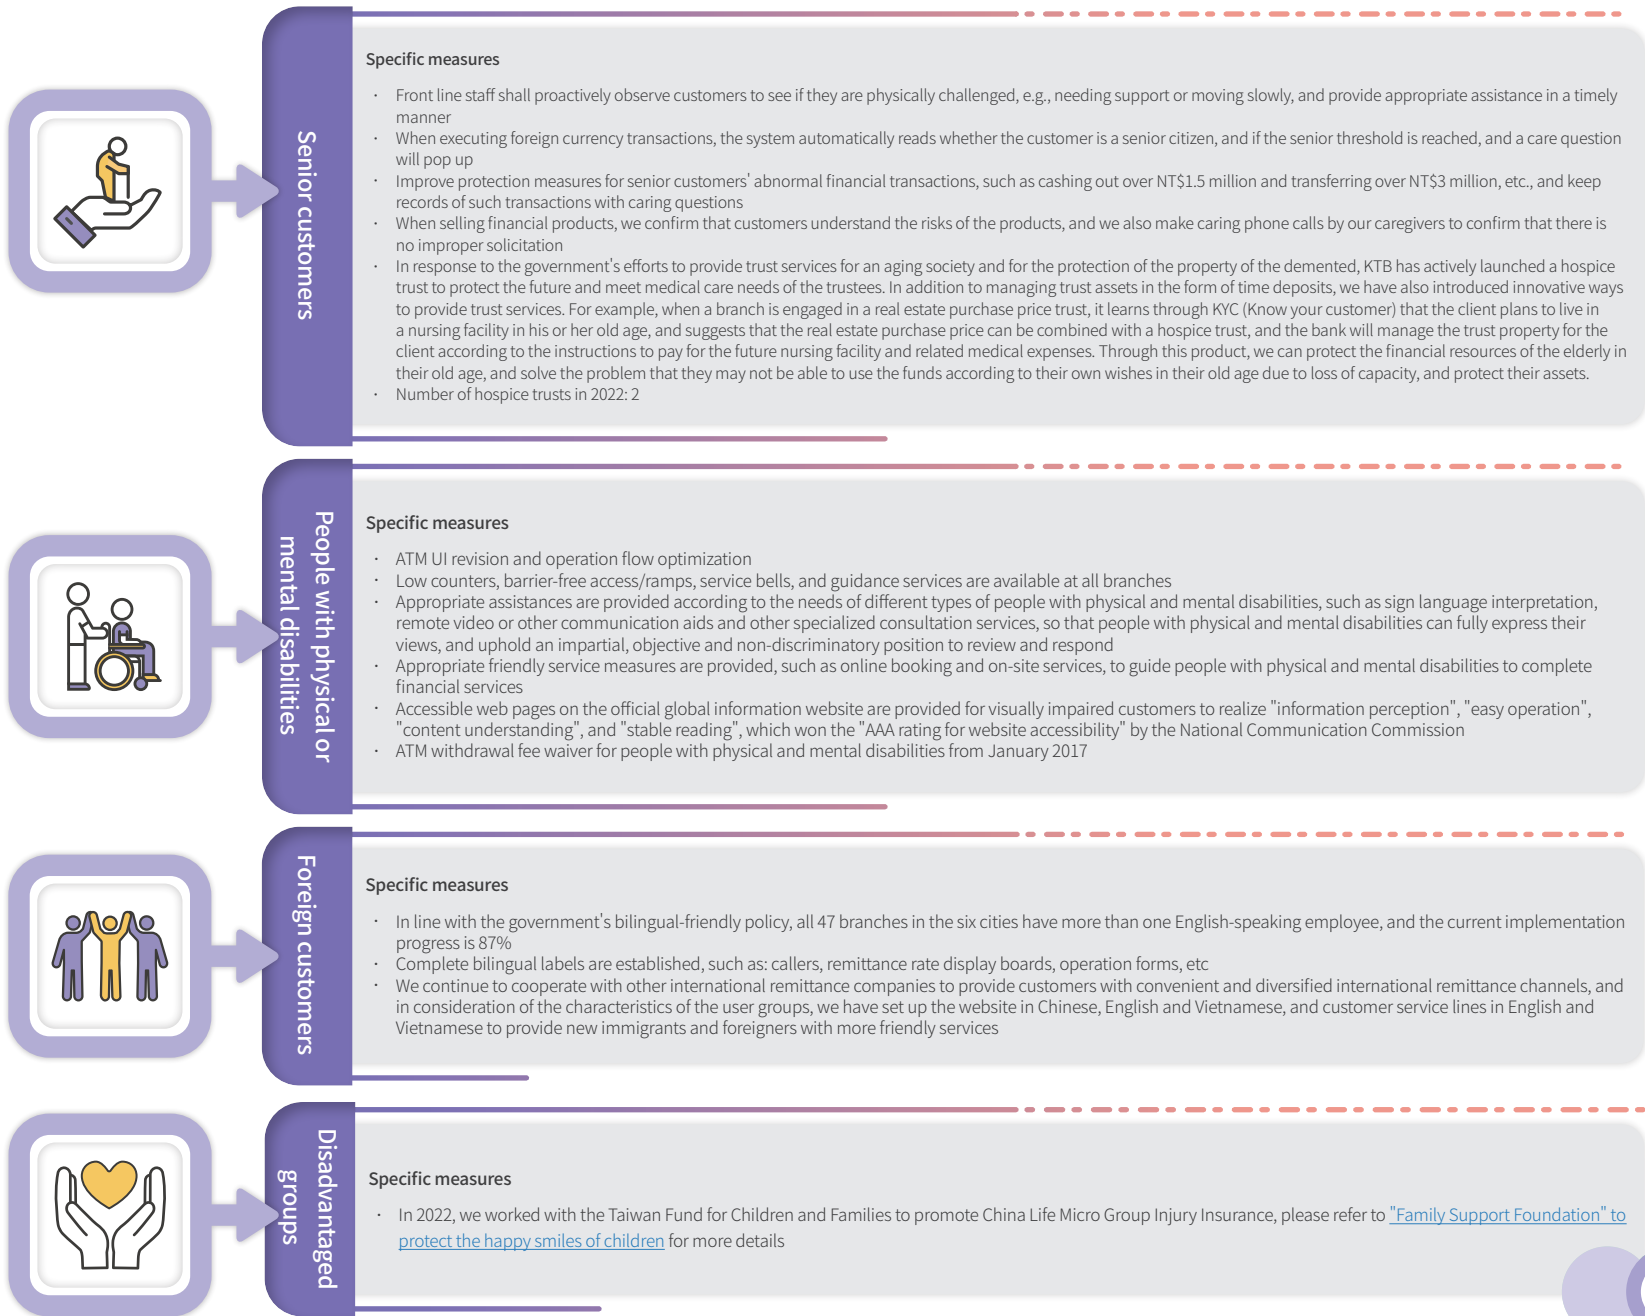 Senior customers
Specific measures
· Front line staff shall proactively observe customers to see if they are physically challenged, e.g., needing support or moving slowly, and provide appropriate assistance in a timely
manner
· When executing foreign currency transactions, the system automatically reads whether the customer is a senior citizen, and if the senior threshold is reached, and a care question
will pop up
· Improve protection measures for senior customers' abnormal financial transactions, such as cashing out over NT$1.5 million and transferring over NT$3 million, etc., and keep
records of such transactions with caring questions
· When selling financial products, we confirm that customers understand the risks of the products, and we also make caring phone calls by our caregivers to confirm that there is
no improper solicitation
· In response to the government's efforts to provide trust services for an aging society and for the protection of the property of the demented, KTB has actively launched a hospice
trust to protect the future and meet medical care needs of the trustees. In addition to managing trust assets in the form of time deposits, we have also introduced innovative ways
to provide trust services. For example, when a branch is engaged in a real estate purchase price trust, it learns through KYC (Know your customer) that the client plans to live in
a nursing facility in his or her old age, and suggests that the real estate purchase price can be combined with a hospice trust, and the bank will manage the trust property for the
client according to the instructions to pay for the future nursing facility and related medical expenses. Through this product, we can protect the financial resources of the elderly in
their old age, and solve the problem that they may not be able to use the funds according to their own wishes in their old age due to loss of capacity, and protect their assets.
· Number of hospice trusts in 2022: 2
People with physical or
mental disabilities
Specific measures
· ATM UI revision and operation flow optimization
· Low counters, barrier-free access/ramps, service bells, and guidance services are available at all branches
· Appropriate assistances are provided according to the needs of different types of people with physical and mental disabilities, such as sign language interpretation,
remote video or other communication aids and other specialized consultation services, so that people with physical and mental disabilities can fully express their
views, and uphold an impartial, objective and non-discriminatory position to review and respond
· Appropriate friendly service measures are provided, such as online booking and on-site services, to guide people with physical and mental disabilities to complete
financial services
· Accessible web pages on the official global information website are provided for visually impaired customers to realize "information perception", "easy operation",
"content understanding", and "stable reading", which won the "AAA rating for website accessibility" by the National Communication Commission
· ATM withdrawal fee waiver for people with physical and mental disabilities from January 2017
Foreign customers
Specific measures
· In line with the government's bilingual-friendly policy, all 47 branches in the six cities have more than one English-speaking employee, and the current implementation
progress is 87%
· Complete bilingual labels are established, such as: callers, remittance rate display boards, operation forms, etc
· We continue to cooperate with other international remittance companies to provide customers with convenient and diversified international remittance channels, and
in consideration of the characteristics of the user groups, we have set up the website in Chinese, English and Vietnamese, and customer service lines in English and
Vietnamese to provide new immigrants and foreigners with more friendly services
Disadvantaged
groups
Specific measures
· In 2022, we worked with the Taiwan Fund for Children and Families to promote China Life Micro Group Injury Insurance, please refer to "Family Support Foundation" to
protect the happy smiles of children for more details